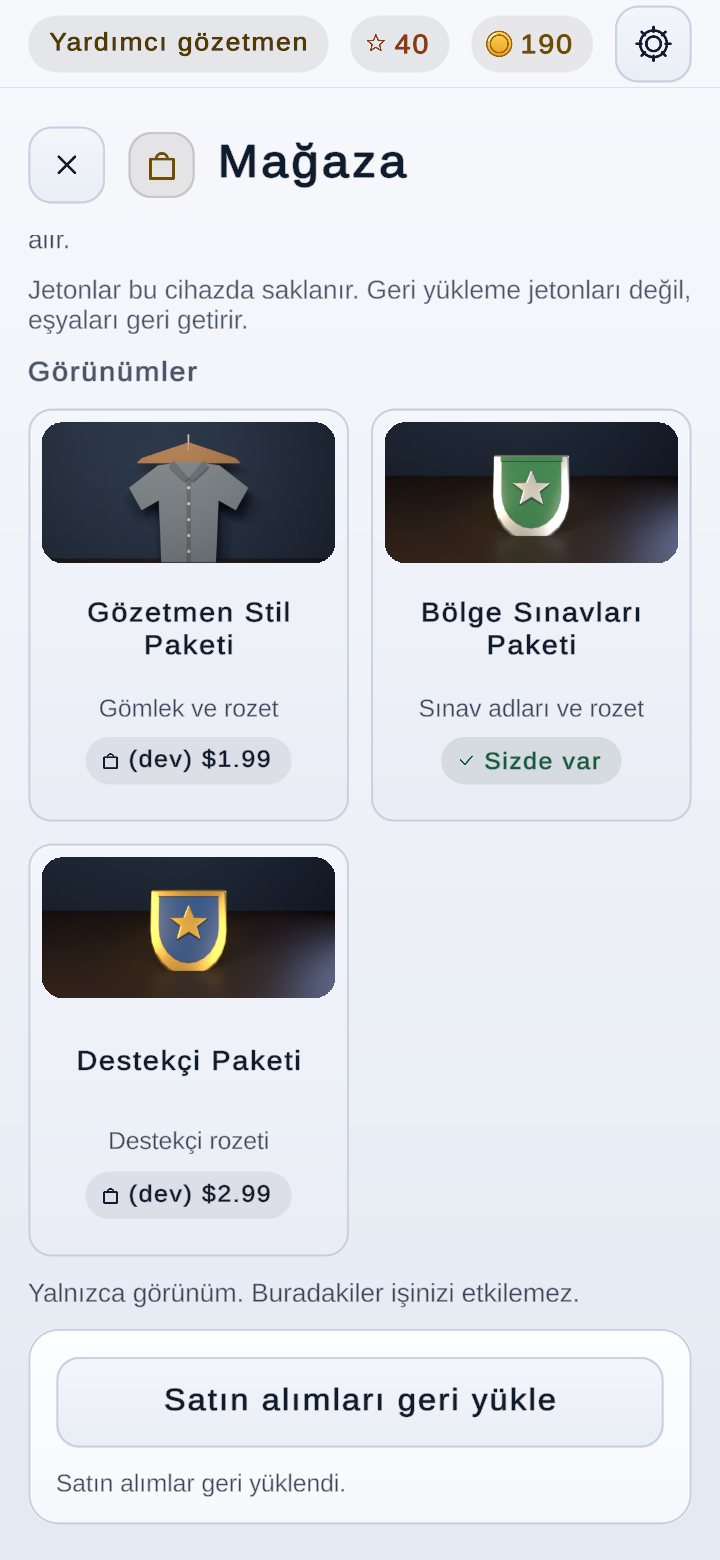 Yardımcı gözetmen
40
190
Mağaza
alır.
Jetonlar bu cihazda saklanır. Geri yükleme jetonları değil,
eşyaları geri getirir.
Görünümler
Gözetmen Stil
Paketi
Gömlek ve rozet
(dev) $1.99
Bölge Sınavları
Paketi
Sınav adları ve rozet
Sizde var
Destekçi Paketi
Destekçi rozeti
(dev) $2.99
Yalnızca görünüm. Buradakiler işinizi etkilemez.
Satın alımları geri yükle
Satın alımlar geri yüklendi.